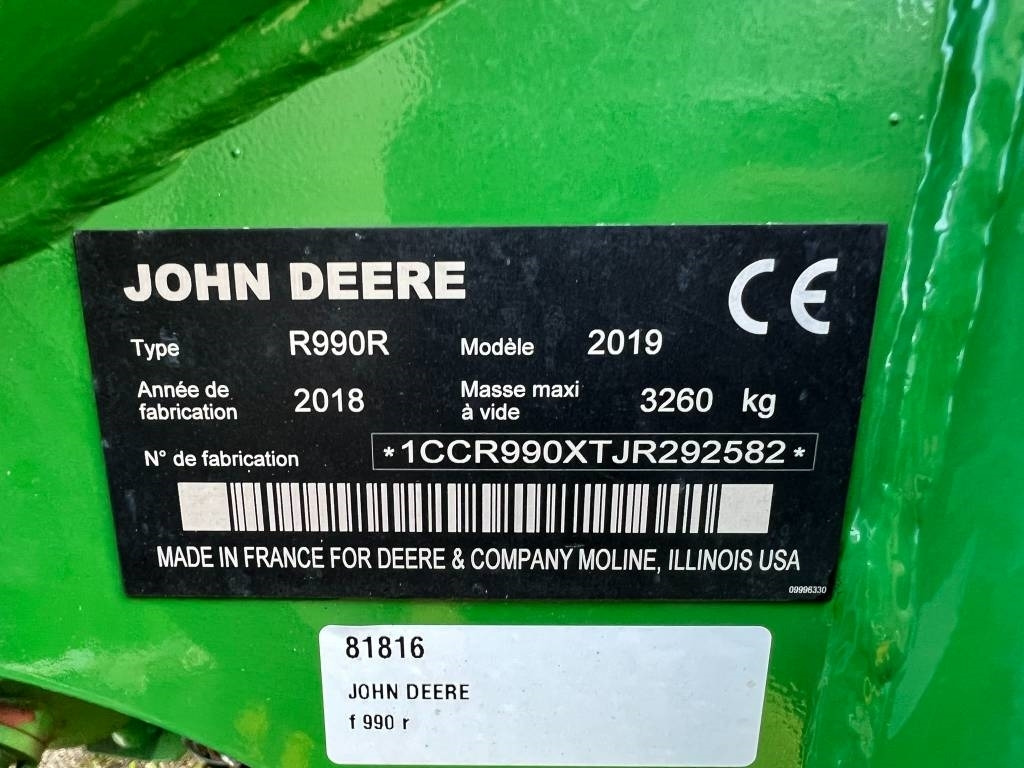 JOHN DEERE
CE
Type R990R Modèle 2019
Année de fabrication 2018 Masse maxi à vide 3260 kg
N° de fabrication *1CCR990XTJR292582*
MADE IN FRANCE FOR DEERE & COMPANY MOLINE, ILLINOIS USA
09996330
81816
JOHN DEERE
f 990 r